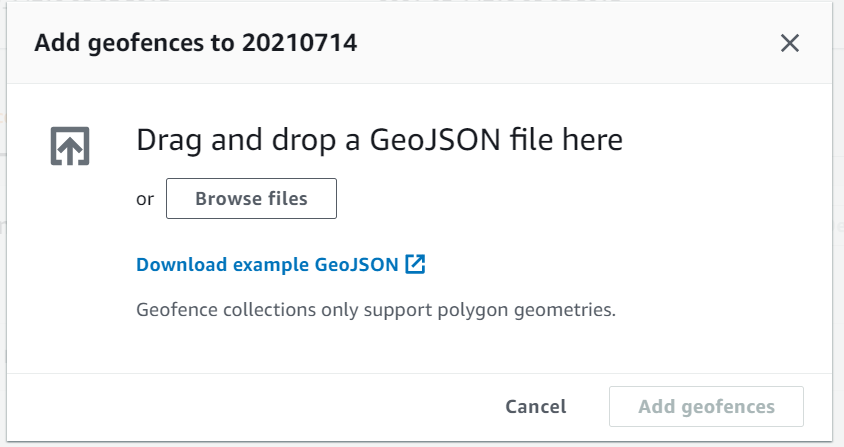 Add geofences to 20210714
Drag and drop a GeoJSON file here
or Browse files
Download example GeoJSON
Geofence collections only support polygon geometries.
Cancel Add geofences